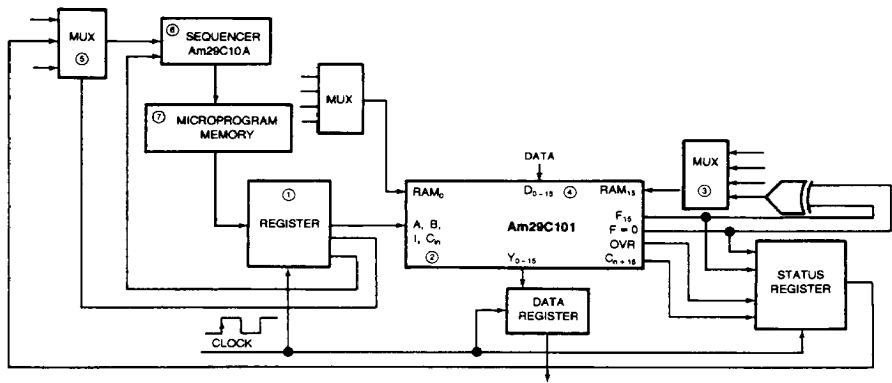 MUX
⑤
⑥ SEQUENCER
Am29C10A
⑦ MICROPROGRAM
MEMORY
MUX
① 
REGISTER
DATA
RAM₀
D₀₋₁₅ ④
RAM₁₅
A, B,
I, Cᵢₙ
②
Am29C101
F₁₅
F = 0
OVR
Cₙ₊₁₆
Y₀₋₁₅
MUX
③
DATA
REGISTER
STATUS
REGISTER
CLOCK